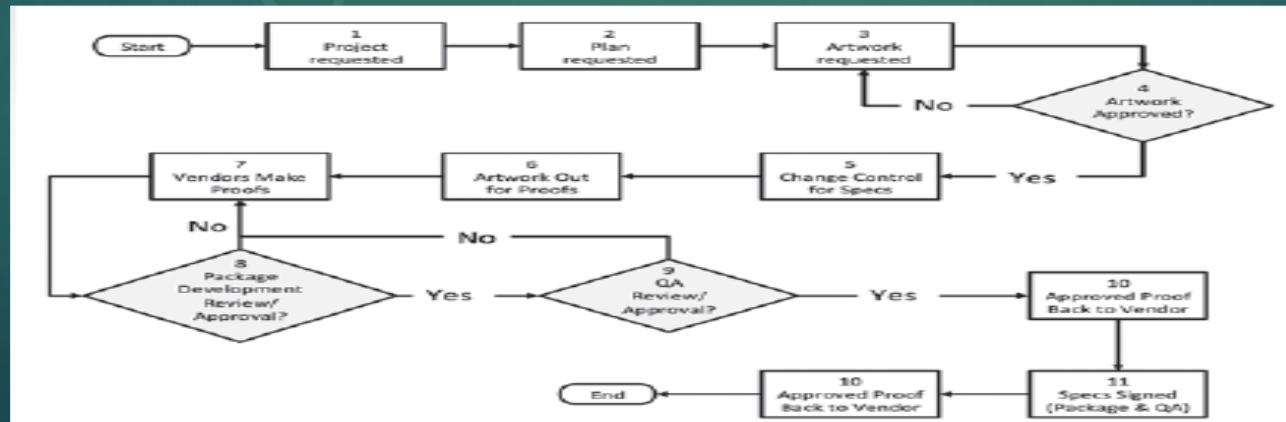 Start
1
Project
requested
2
Plan
requested
3
Artwork
requested
4
Artwork
Approved?
No
Yes
5
Change Control
for Specs
6
Artwork Out
for Proofs
7
Vendors Make
Proofs
No
No
8
Package
Development
Review/
Approval?
Yes
9
QA
Review/
Approval?
Yes
10
Approved Proof
Back to Vendor
11
Specs Signed
(Package & QA)
10
Approved Proof
Back to Vendor
End